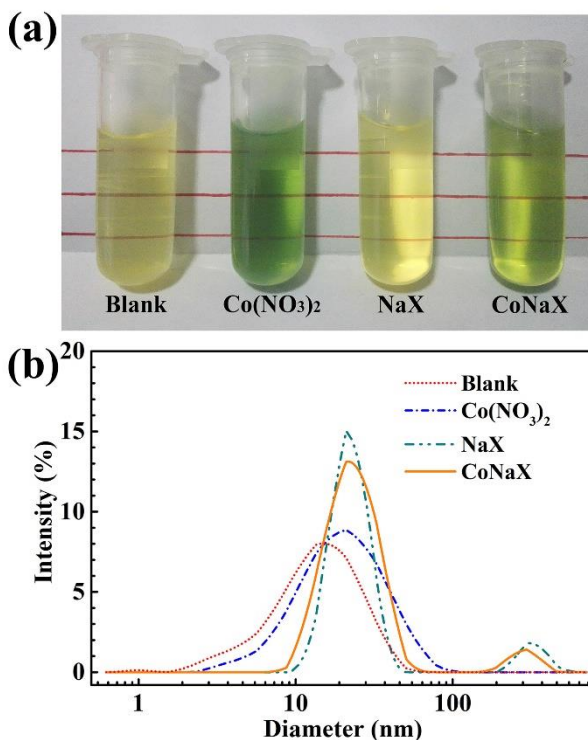 (a)
Blank Co(NO₃)₂ NaX CoNaX
(b)
20
15
10
5
0
Intensity (%)
Blank
Co(NO₃)₂
NaX
CoNaX
1 10 100
Diameter (nm)